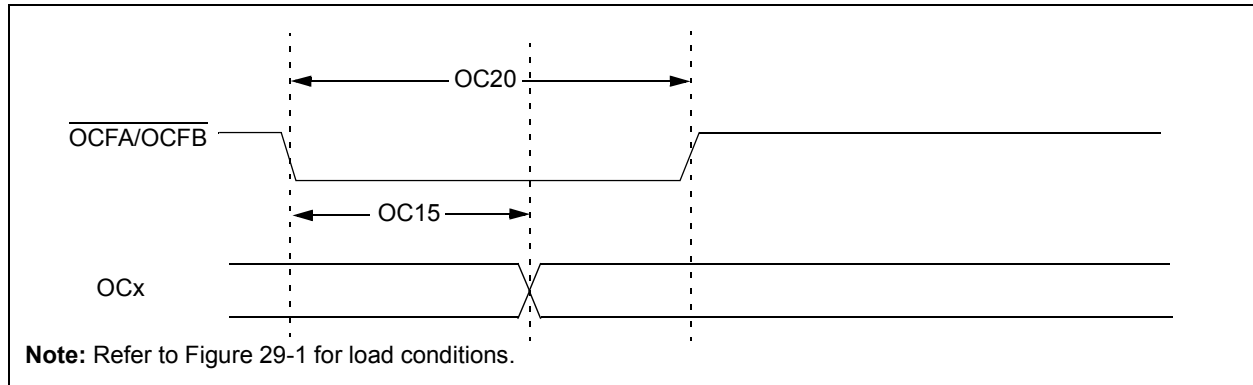 OC20
OCFA/OCFB
OC15
OCx
Note: Refer to Figure 29-1 for load conditions.